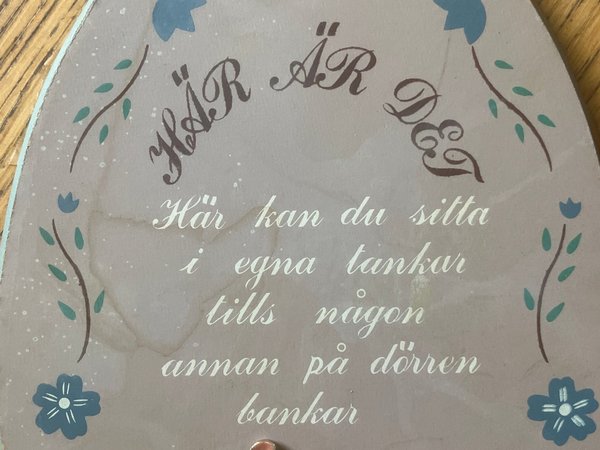 HÄR ÄR DET
Här kan du sitta
i egna tankar
tills någon
annan på dörren
bankar